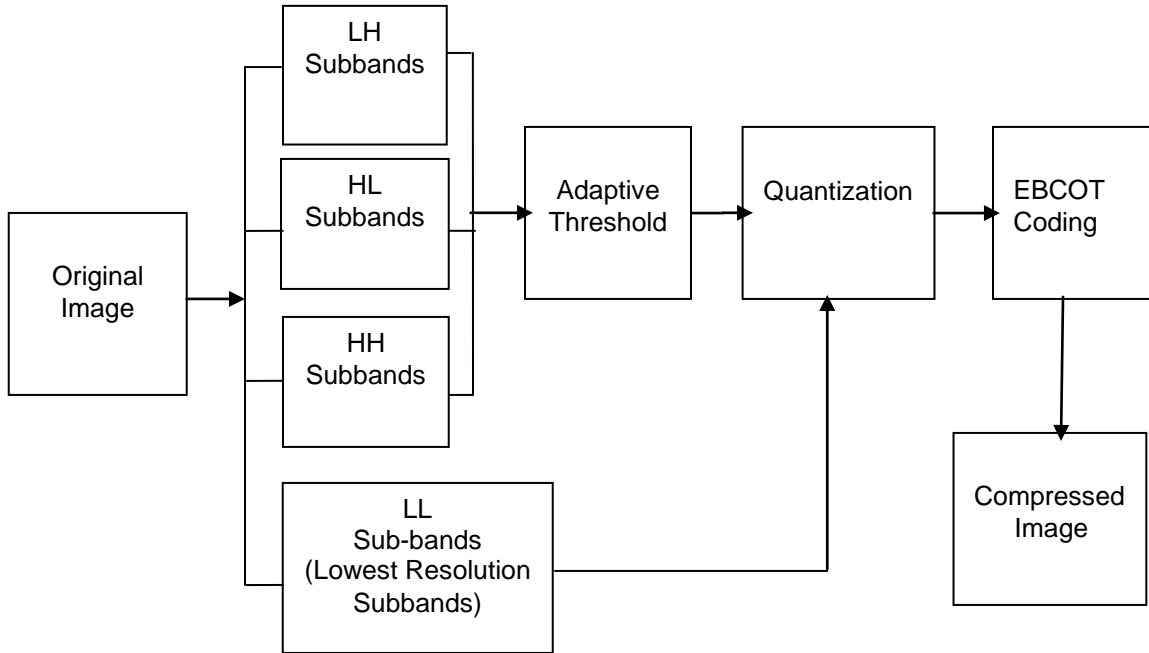 Original
Image
LH
Subbands
HL
Subbands
HH
Subbands
LL
Sub-bands
(Lowest Resolution
Subbands)
Adaptive
Threshold
Quantization
EBCOT
Coding
Compressed
Image